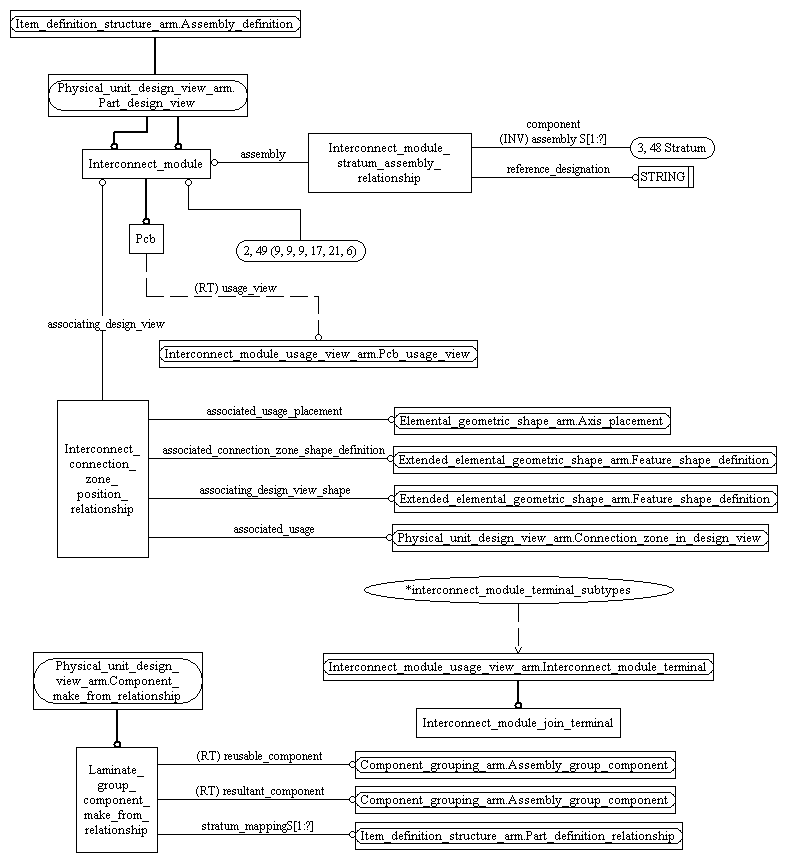 Item_definition_structure_arm.Assembly_definition
Physical_unit_design_view_arm.
Part_design_view
Interconnect_module
assembly
Interconnect_module_
stratum_assembly_
relationship
component
(INV) assembly S[1:?]
3, 48 Stratum
reference_designation
STRING
Pcb
2, 49 (9, 9, 9, 17, 21, 6)
(RT) usage_view
associating_design_view
Interconnect_module_usage_view_arm.Pcb_usage_view
Interconnect_
connection_
zone_
position_
relationship
associated_usage_placement
Elemental_geometric_shape_arm.Axis_placement
associated_connection_zone_shape_definition
Extended_elemental_geometric_shape_arm.Feature_shape_definition
associating_design_view_shape
Extended_elemental_geometric_shape_arm.Feature_shape_definition
associated_usage
Physical_unit_design_view_arm.Connection_zone_in_design_view
*interconnect_module_terminal_subtypes
Interconnect_module_usage_view_arm.Interconnect_module_terminal
Interconnect_module_join_terminal
Physical_unit_design_
view_arm.Component_
make_from_relationship
Laminate_
group_
component_
make_from_
relationship
(RT) reusable_component
Component_grouping_arm.Assembly_group_component
(RT) resultant_component
Component_grouping_arm.Assembly_group_component
stratum_mappingS[1:?]
Item_definition_structure_arm.Part_definition_relationship